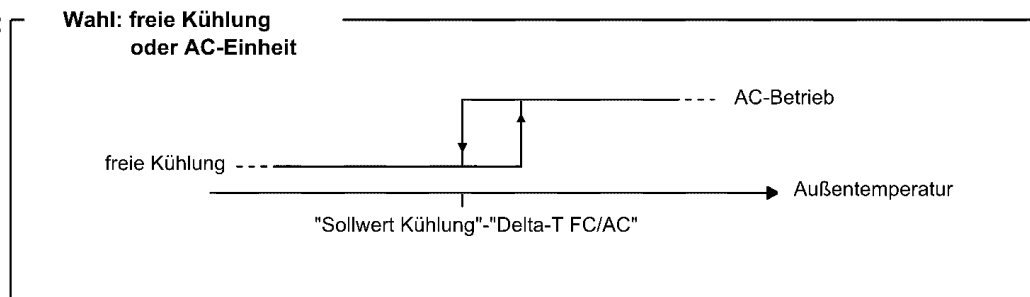 Wahl: freie Kühlung
oder AC-Einheit
AC-Betrieb
freie Kühlung
Außentemperatur
"Sollwert Kühlung"-"Delta-T FC/AC"